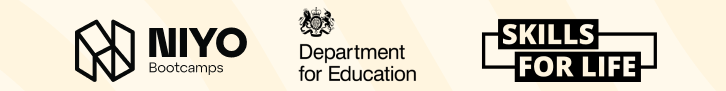 NIYO
Bootcamps
Department
for Education
SKILLS
FOR LIFE